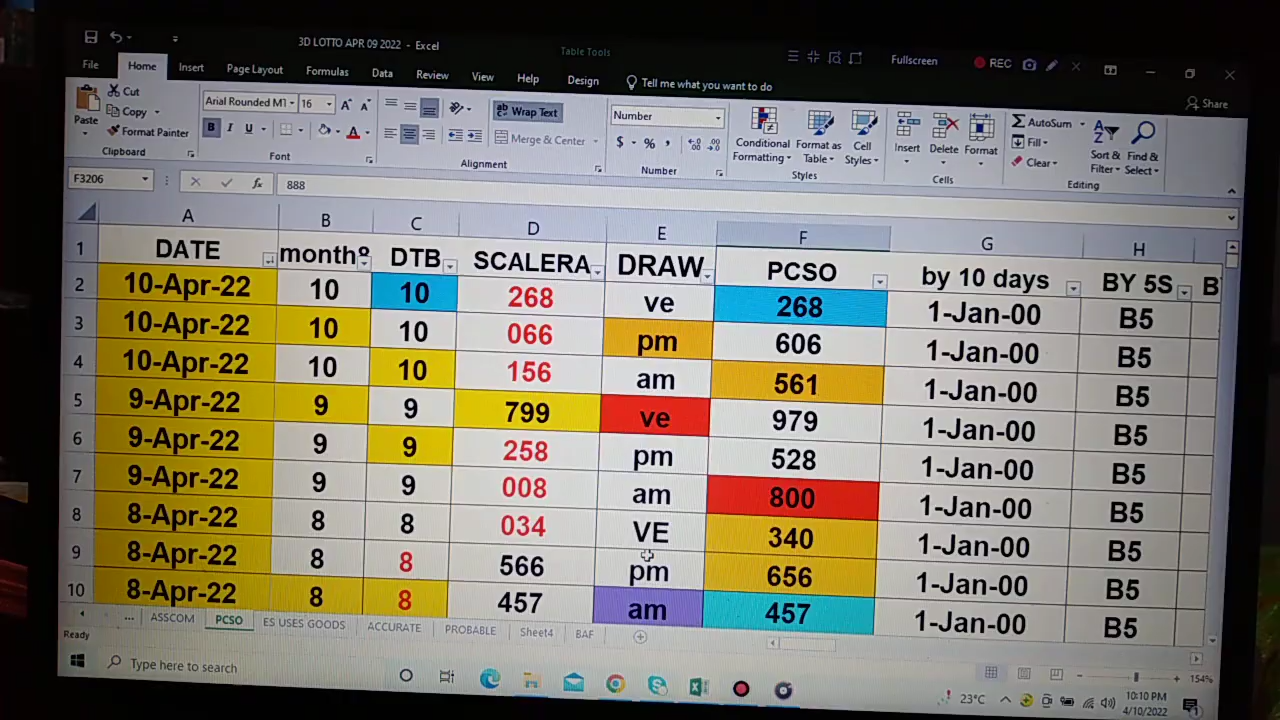 3D LOTTO APR 09 2022 - Excel
Table Tools
Fullscreen
REC
File Home Insert Page Layout Formulas Data Review View Help Design Tell me what you want to do
Share
Paste
Cut
Copy
Format Painter
Clipboard
Arial Rounded MT 16
B I U
Font
Wrap Text
Merge & Center
Alignment
Number
$ % ,
Number
Conditional Formatting
Format as Table
Cell Styles
Styles
Insert
Delete
Format
Cells
AutoSum
Fill
Clear
Sort & Filter
Find & Select
Editing
F3206 fx 888
A B C D E F G H
1 DATE monthº DTB SCALERA DRAW PCSO by 10 days BY 5S B
2 10-Apr-22 10 10 268 ve 268 1-Jan-00 B5
3 10-Apr-22 10 10 066 pm 606 1-Jan-00 B5
4 10-Apr-22 10 10 156 am 561 1-Jan-00 B5
5 9-Apr-22 9 9 799 ve 979 1-Jan-00 B5
6 9-Apr-22 9 9 258 pm 528 1-Jan-00 B5
7 9-Apr-22 9 9 008 am 800 1-Jan-00 B5
8 8-Apr-22 8 8 034 VE 340 1-Jan-00 B5
9 8-Apr-22 8 8 566 pm 656 1-Jan-00 B5
10 8-Apr-22 8 8 457 am 457 1-Jan-00 B5
... ASSCOM PCSO ES USES GOODS ACCURATE PROBABLE Sheet4 BAF
Ready
154%
Type here to search
23°C
10:10 PM
4/10/2022